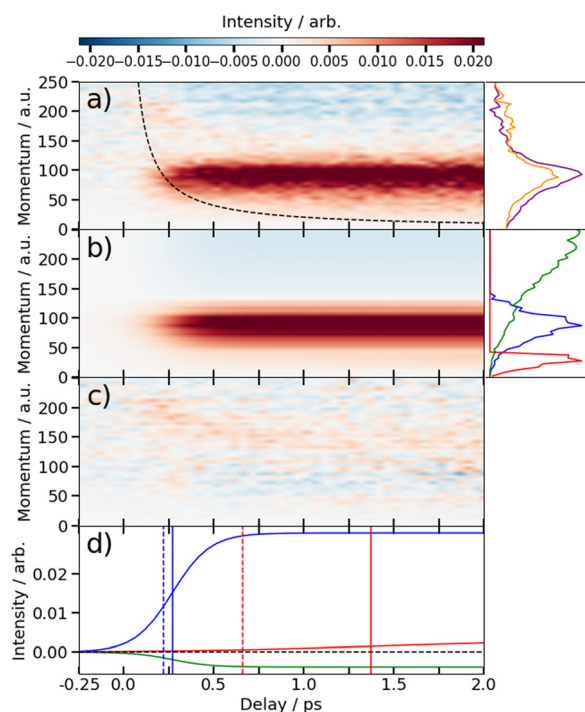 Intensity / arb.
−0.020 −0.015 −0.010 −0.005 0.000 0.005 0.010 0.015 0.020
a)
Momentum / a.u.
250
200
150
100
50
0
b)
Momentum / a.u.
200
150
100
50
0
c)
Momentum / a.u.
200
150
100
50
0
d)
Intensity / arb.
0.02
0.01
0.00
−0.25 0.0 0.5 1.0 1.5 2.0
Delay / ps